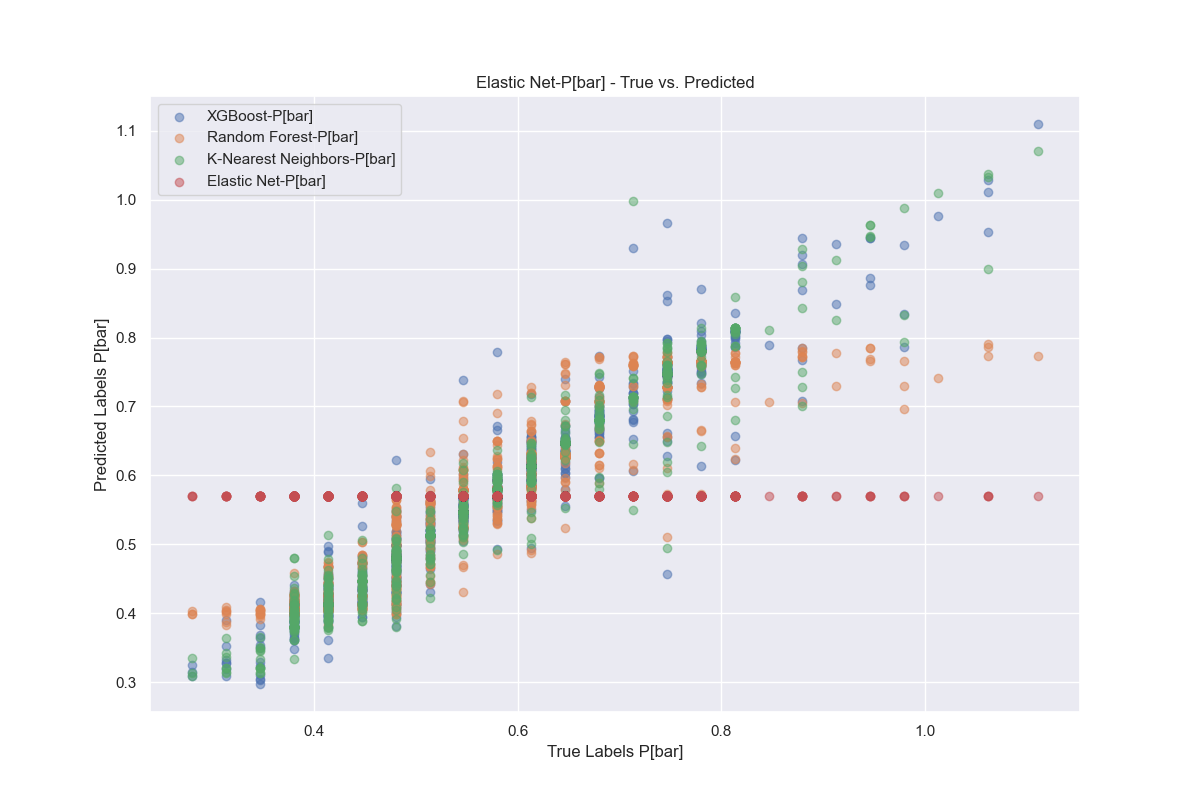 Elastic Net-P[bar] - True vs. Predicted
XGBoost-P[bar]
Random Forest-P[bar]
K-Nearest Neighbors-P[bar]
Elastic Net-P[bar]
1.1
1.0
0.9
0.8
0.7
0.6
0.5
0.4
0.3
Predicted Labels P[bar]
0.4 0.6 0.8 1.0
True Labels P[bar]